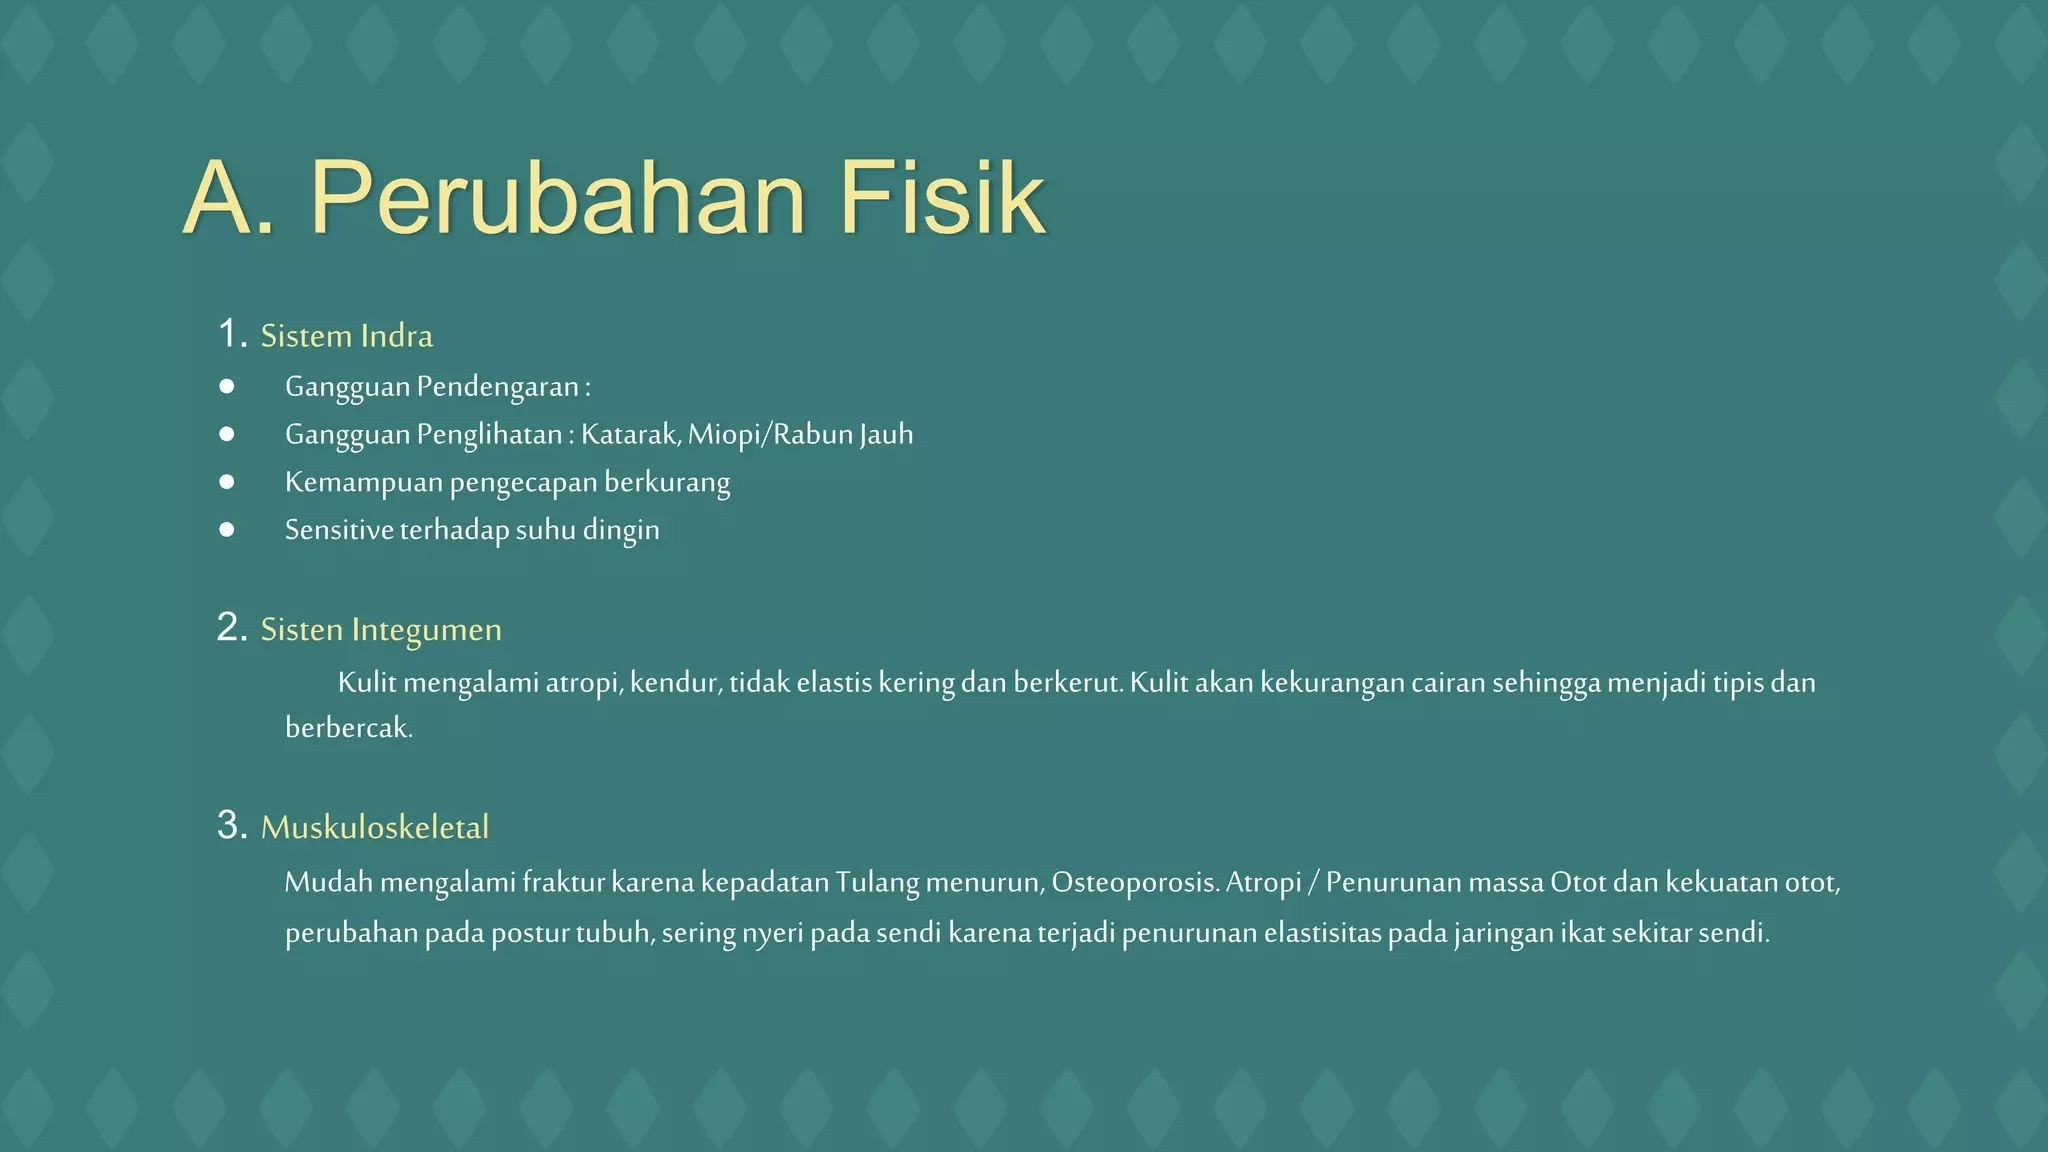 A. Perubahan Fisik
1. Sistem Indra
● Gangguan Pendengaran :
● Gangguan Penglihatan : Katarak, Miopi/Rabun Jauh
● Kemampuan pengecapan berkurang
● Sensitive terhadap suhu dingin
2. Sisten Integumen
Kulit mengalami atropi, kendur, tidak elastis kering dan berkerut. Kulit akan kekurangan cairan sehingga menjadi tipis dan
berbercak.
3. Muskuloskeletal
Mudah mengalami fraktur karena kepadatan Tulang menurun, Osteoporosis. Atropi / Penurunan massa Otot dan kekuatan otot,
perubahan pada postur tubuh, sering nyeri pada sendi karena terjadi penurunan elastisitas pada jaringan ikat sekitar sendi.